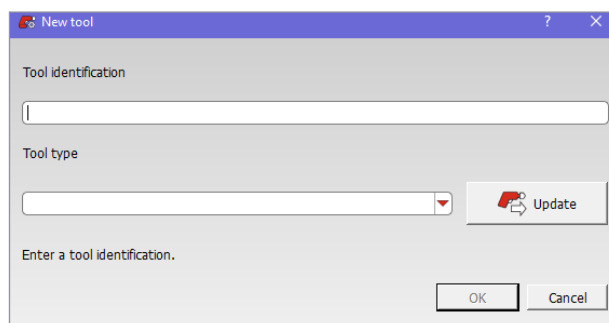 New tool
Tool identification
Tool type
Update
Enter a tool identification.
OK Cancel